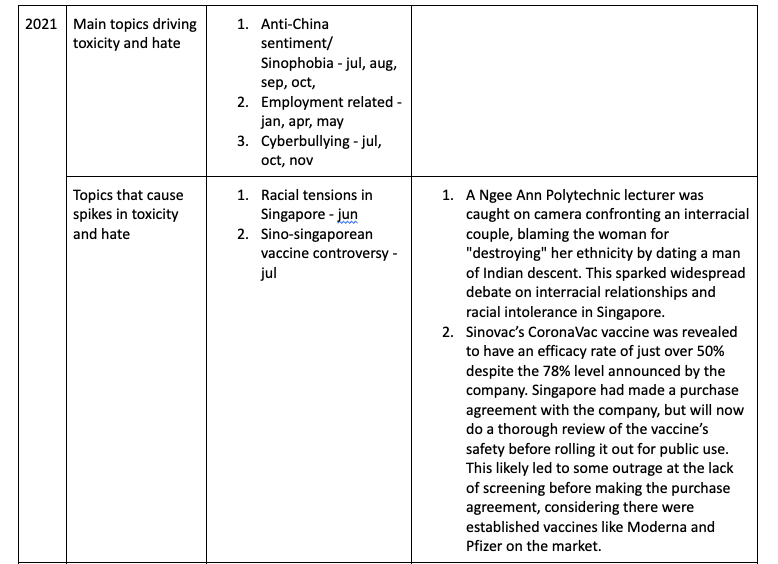 2021
Main topics driving
toxicity and hate
1. Anti-China
sentiment/
Sinophobia - jul, aug,
sep, oct,
2. Employment related -
jan, apr, may
3. Cyberbullying - jul,
oct, nov
Topics that cause
spikes in toxicity
and hate
1. Racial tensions in
Singapore - jun
2. Sino-singaporean
vaccine controversy -
jul
1. A Ngee Ann Polytechnic lecturer was
caught on camera confronting an interracial
couple, blaming the woman for
"destroying" her ethnicity by dating a man
of Indian descent. This sparked widespread
debate on interracial relationships and
racial intolerance in Singapore.
2. Sinovac’s CoronaVac vaccine was revealed
to have an efficacy rate of just over 50%
despite the 78% level announced by the
company. Singapore had made a purchase
agreement with the company, but will now
do a thorough review of the vaccine’s
safety before rolling it out for public use.
This likely led to some outrage at the lack
of screening before making the purchase
agreement, considering there were
established vaccines like Moderna and
Pfizer on the market.